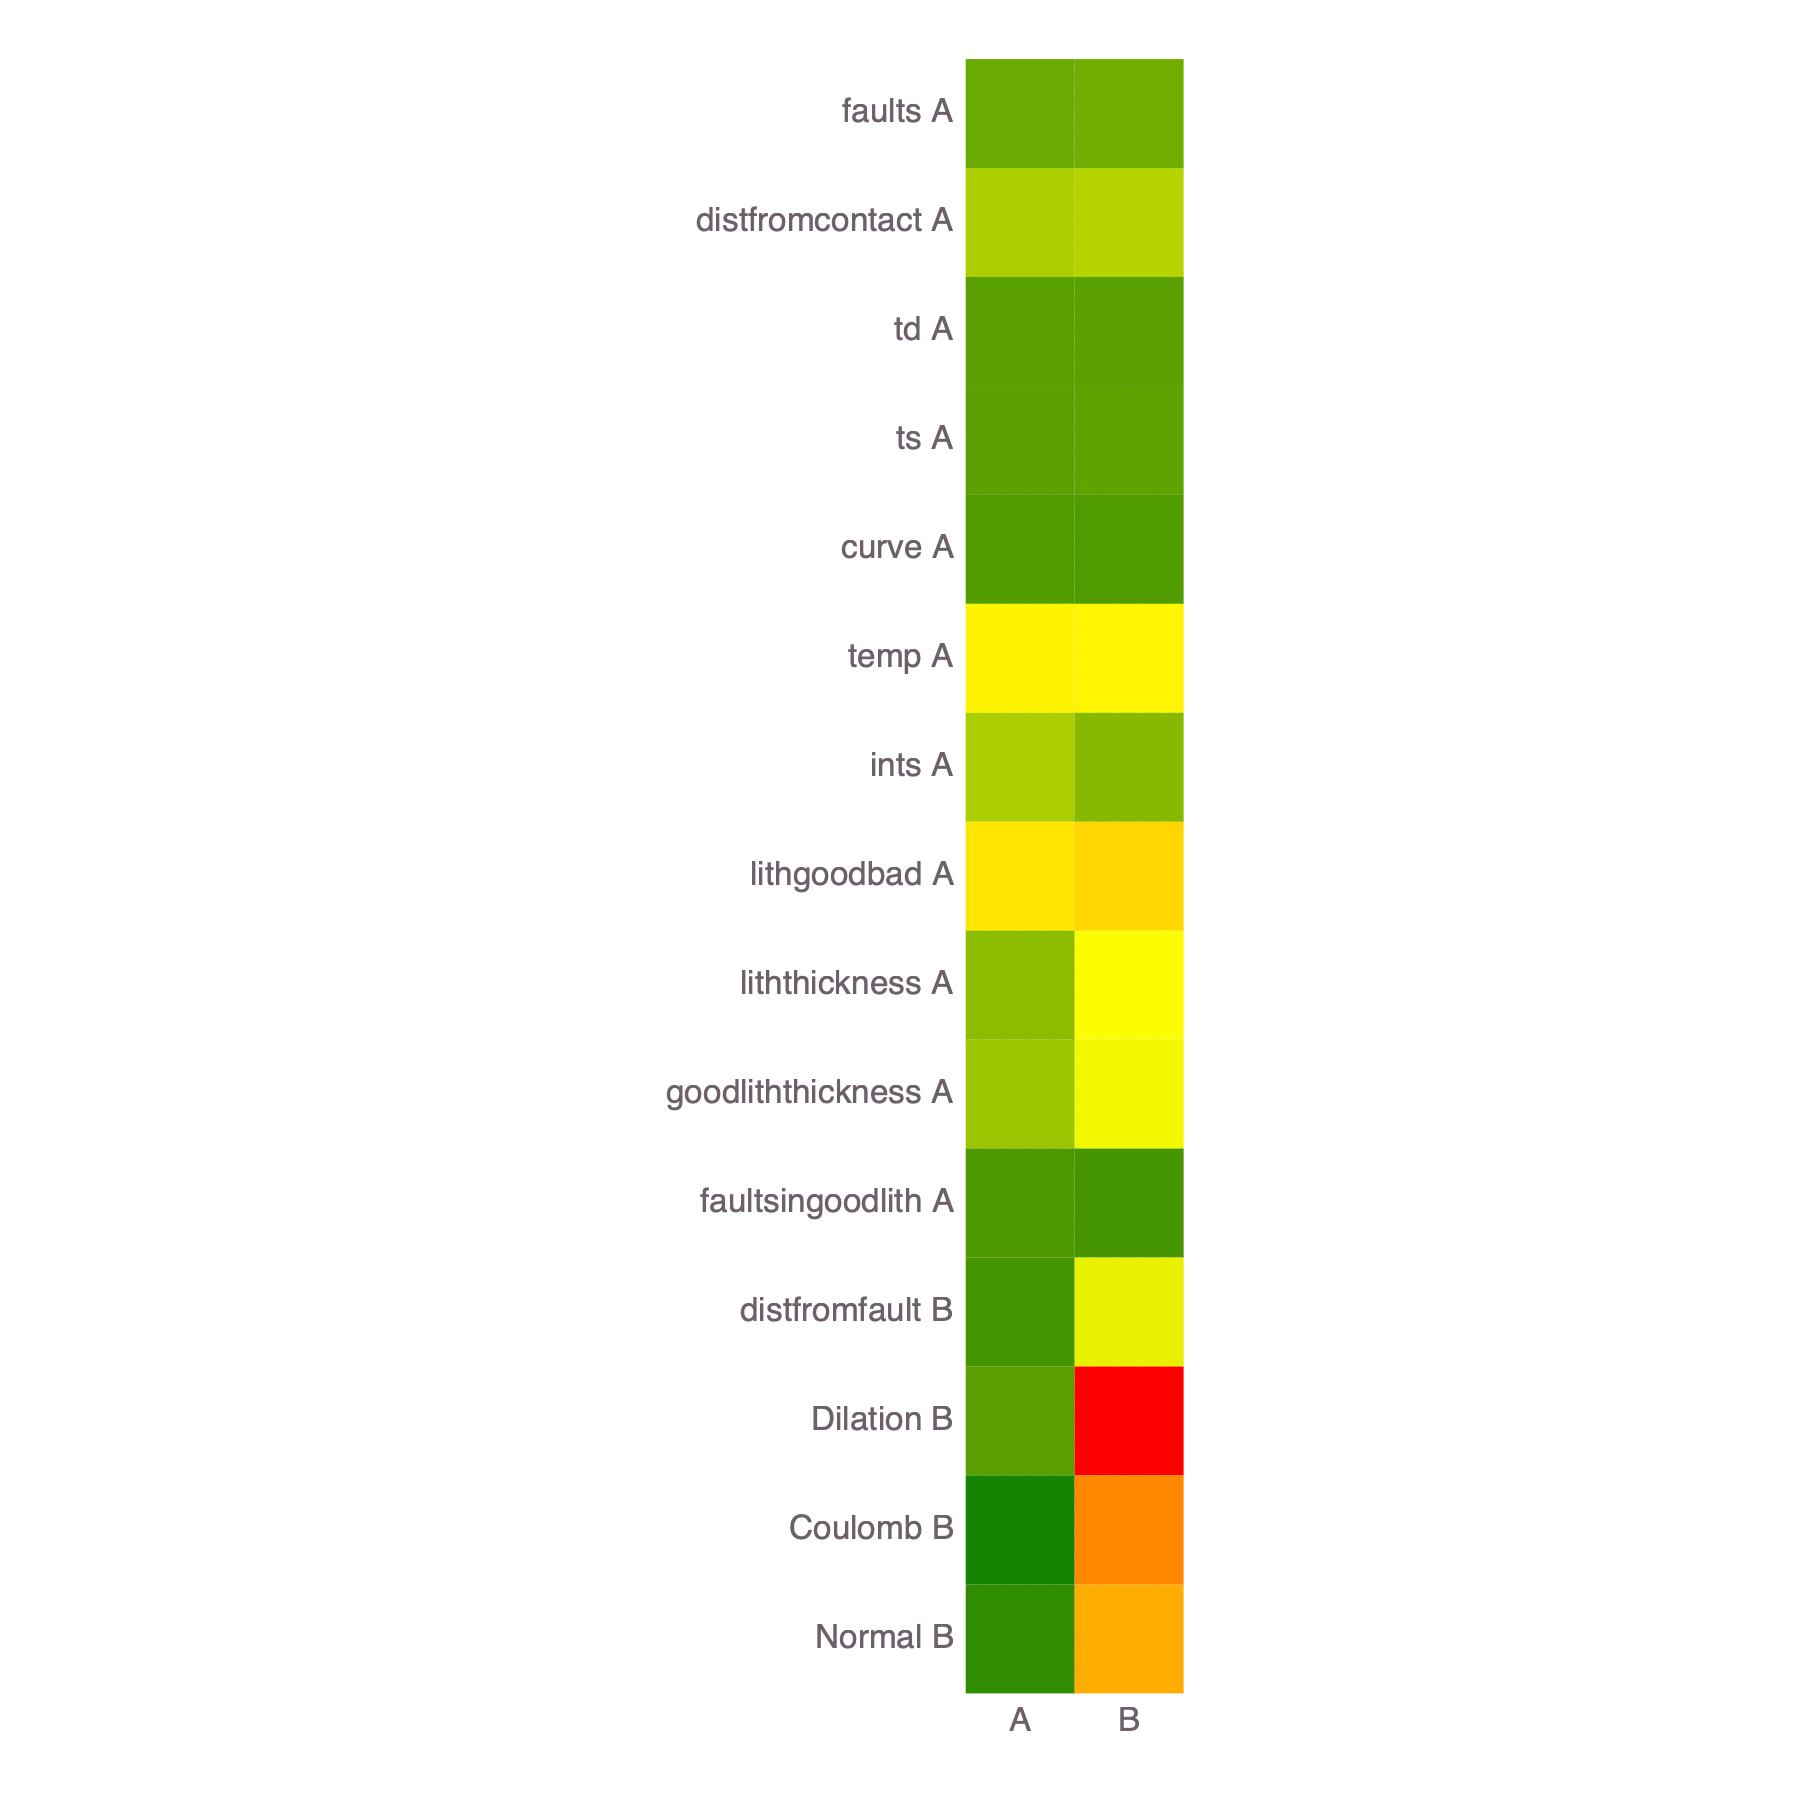 faults A
distfromcontact A
td A
ts A
curve A
temp A
ints A
lithgoodbad A
liththickness A
goodliththickness A
faultsingoodlith A
distfromfault B
Dilation B
Coulomb B
Normal B
A B